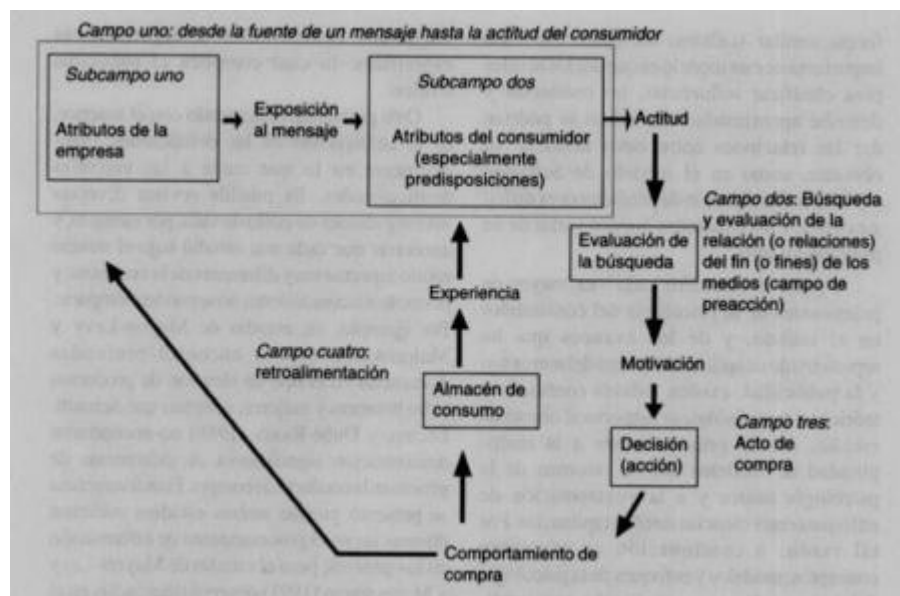 Campo uno: desde la fuente de un mensaje hasta la actitud del consumidor
Subcampo uno
Atributos de la
empresa
Exposición
al mensaje
Subcampo dos
Atributos del consumidor
(especialmente
predisposiciones)
Actitud
Campo dos: Búsqueda
y evaluación de la
relación (o relaciones)
del fin (o fines) de los
medios (campo de
preacción)
Evaluación de
la búsqueda
Experiencia
Motivación
Campo cuatro:
retroalimentación
Almacén de
consumo
Decisión
(acción)
Campo tres:
Acto de
compra
Comportamiento de
compra